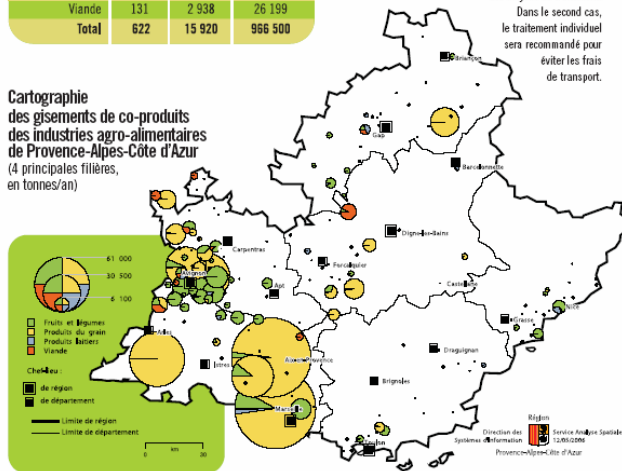 Viande 131 2 938 26 199
Total 622 15 920 966 500
Dans le second cas,
le traitement individuel
sera recommandé pour
éviter les frais
de transport.
Cartographie
des gisements de co-produits
des industries agro-alimentaires
de Provence-Alpes-Côte d'Azur
(4 principales filières,
en tonnes/an)
Briançon
Gap
Barcelonnette
Digne-les-Bains
Carpentras
Forcalquier
Avignon
Apt
Castellane
Nice
Grasse
Arles
Aix-en-Provence
Istres
Draguignan
Brignoles
Marseille
Toulon
61 000
30 500
6 100
Fruits et légumes
Produits du grain
Produits laitiers
Viande
Chef-lieu :
de région
de département
Limite de région
Limite de département
0 20
km
Région
Direction des
Systèmes d'Information
Service Analyse Spatiale
12/05/2006
Provence-Alpes-Côte d'Azur